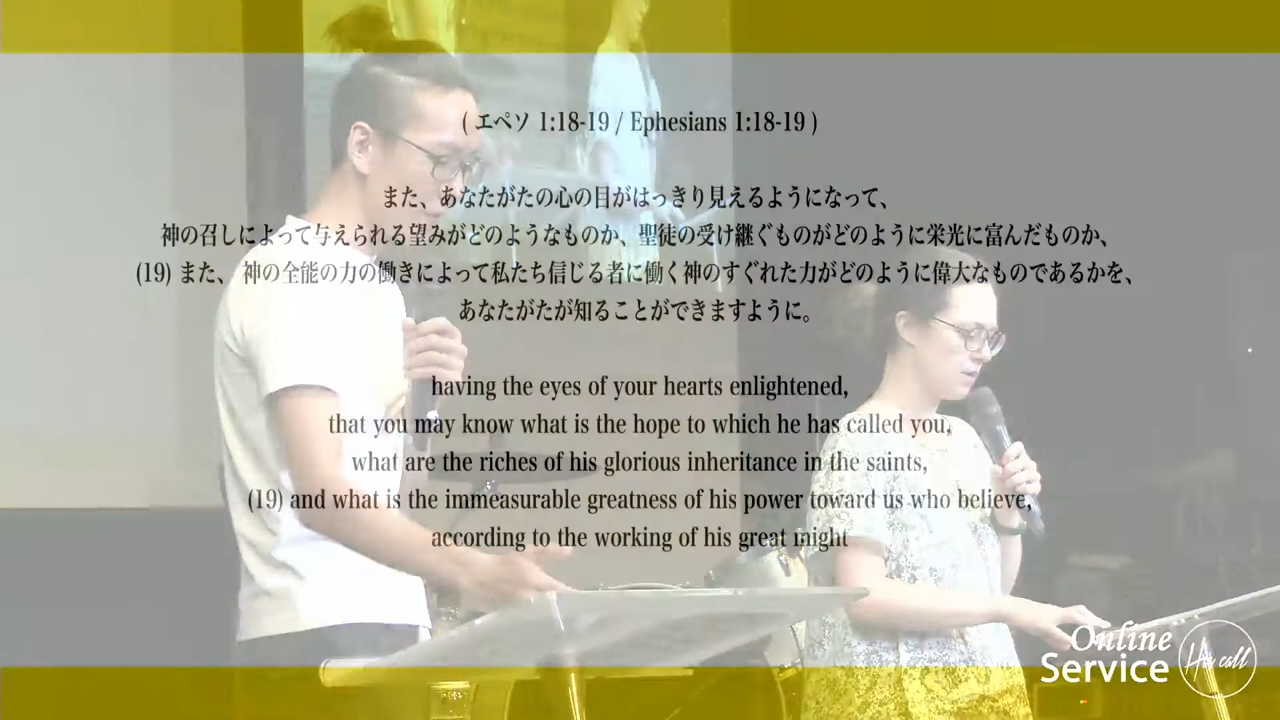 ( エペソ 1:18-19 / Ephesians 1:18-19 )
また、あなたがたの心の目がはっきり見えるようになって、
神の召しによって与えられる望みがどのようなものか、聖徒の受け継ぐものがどのように栄光に富んだものか、
(19) また、 神の全能の力の働きによって私たち信じる者に働く神のすぐれた力がどのように偉大なものであるかを、
あなたがたが知ることができますように。
having the eyes of your hearts enlightened,
that you may know what is the hope to which he has called you,
what are the riches of his glorious inheritance in the saints,
(19) and what is the immeasurable greatness of his power toward us who believe,
according to the working of his great might
Online
Service
His call